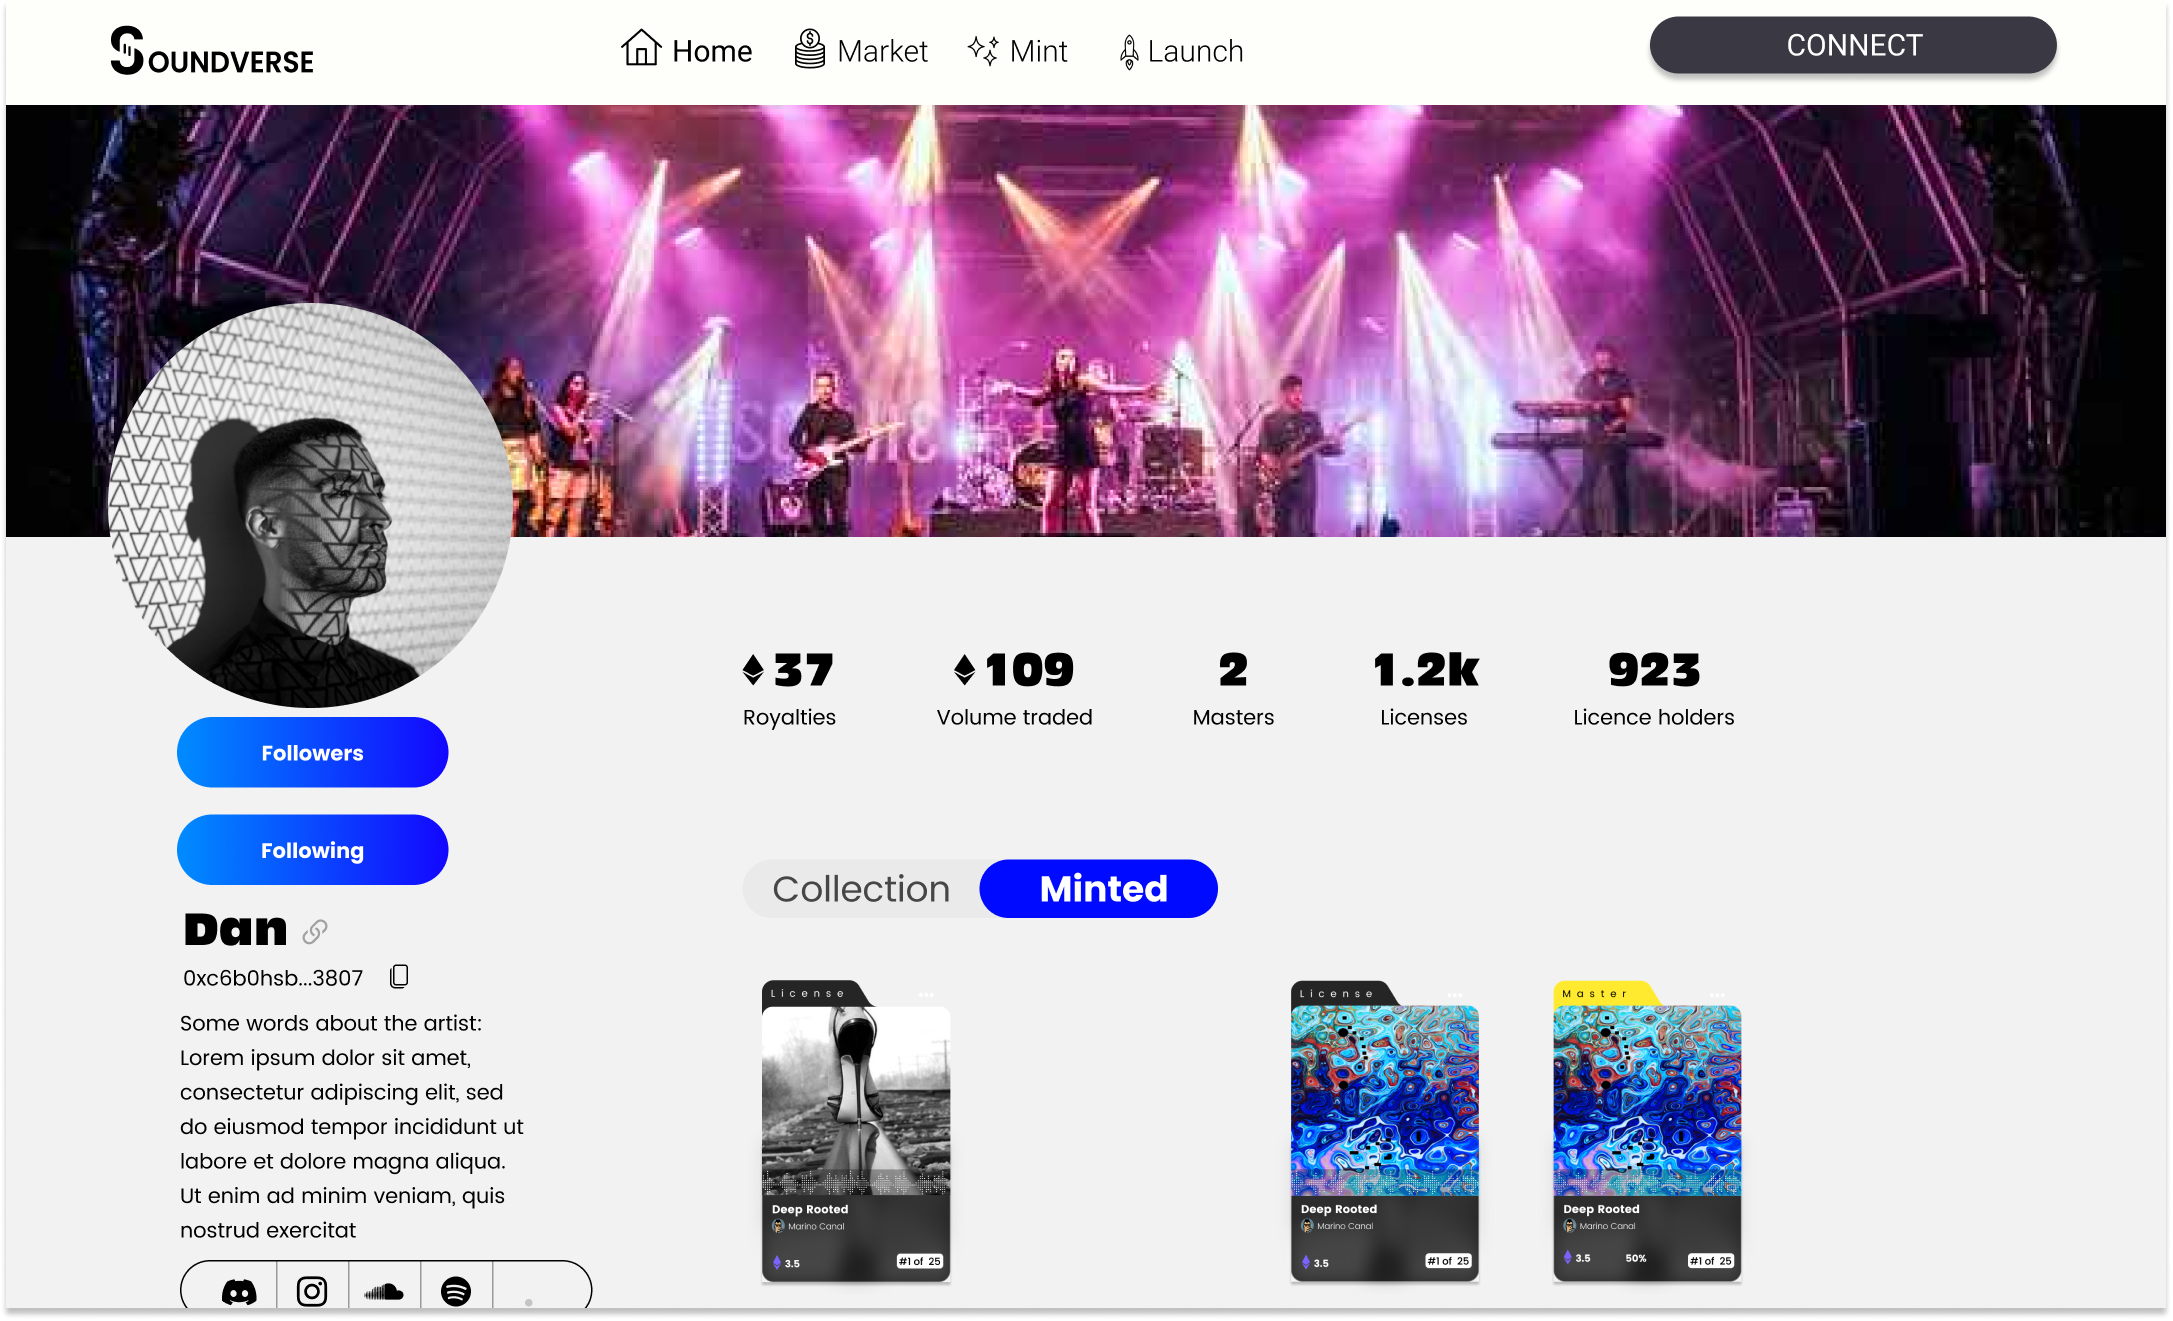 SOUNDVERSE
Home
Market
Mint
Launch
CONNECT
37
Royalties
109
Volume traded
2
Masters
1.2k
Licenses
923
Licence holders
Followers
Following
Dan
0xc6b0hsb...3807
Some words about the artist:
Lorem ipsum dolor sit amet,
consectetur adipiscing elit, sed
do eiusmod tempor incididunt ut
labore et dolore magna aliqua.
Ut enim ad minim veniam, quis
nostrud exercitat
Collection
Minted
License
Deep Rooted
Marino Canal
3.5
#1 of 25
License
Deep Rooted
Marino Canal
3.5
#1 of 25
Master
Deep Rooted
Marino Canal
3.5
50%
#1 of 25